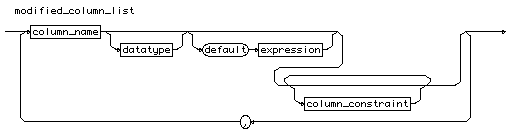 modified_column_list
column_name
datatype default expression
column_constraint
,